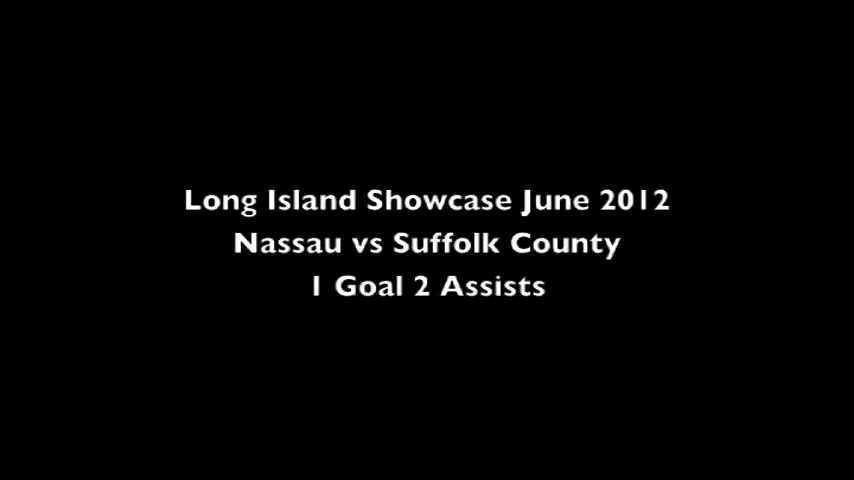 Long Island Showcase June 2012
Nassau vs Suffolk County
1 Goal 2 Assists